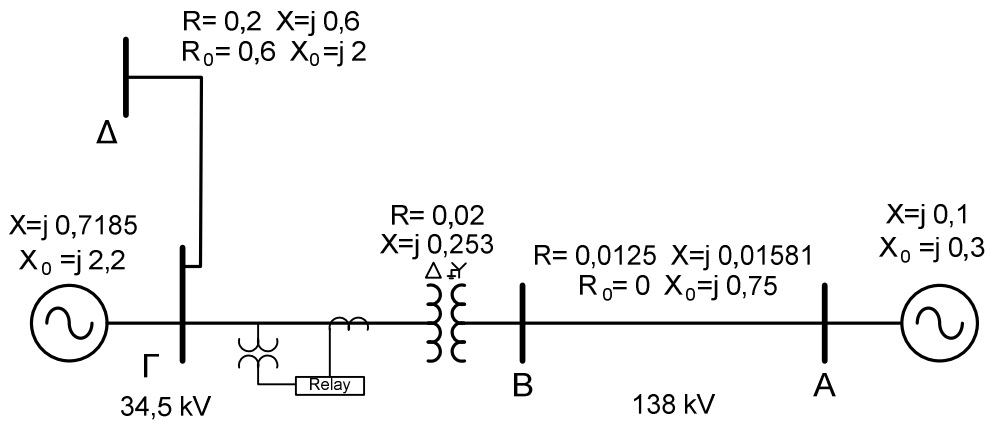 R= 0,2 X=j 0,6
R₀= 0,6 X₀=j 2
Δ
X=j 0,7185
X₀ =j 2,2
Γ
34,5 kV
Relay
R= 0,02
X=j 0,253
Δ Y
R= 0,0125 X=j 0,01581
R₀= 0 X₀=j 0,75
B
138 kV
A
X=j 0,1
X₀ =j 0,3